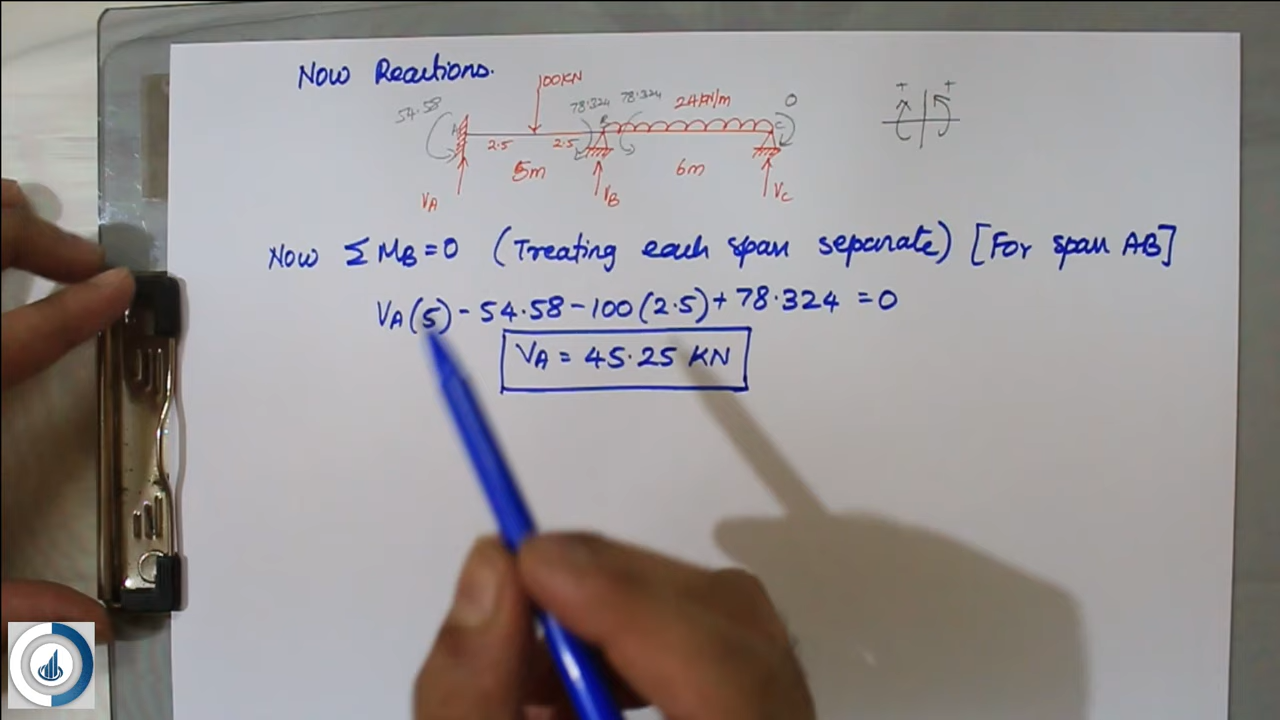 Now Reactions.
54.58 100KN 78.324 78.324 24KN/m 0 + +
A B C
2.5 2.5
5m 6m
VA VB VC
Now ΣMB=0 (Treating each span separate) [For span AB]
VA(5) - 54.58 - 100(2.5) + 78.324 = 0
VA = 45.25 KN